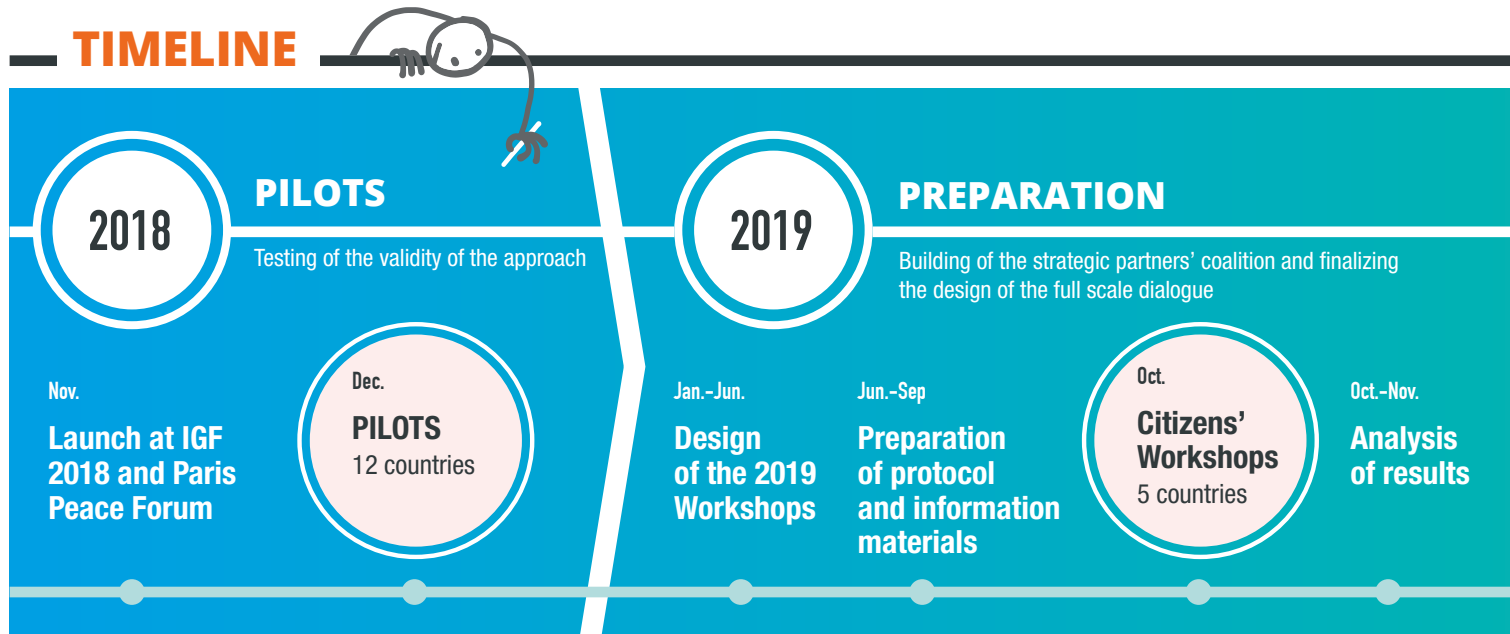 TIMELINE
2018
PILOTS
Testing of the validity of the approach
Nov.
Launch at IGF
2018 and Paris
Peace Forum
Dec.
PILOTS
12 countries
2019
PREPARATION
Building of the strategic partners’ coalition and finalizing
the design of the full scale dialogue
Jan.-Jun.
Design
of the 2019
Workshops
Jun.-Sep
Preparation
of protocol
and information
materials
Oct.
Citizens’
Workshops
5 countries
Oct.-Nov.
Analysis
of results